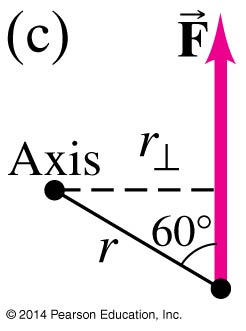 (c)
F⃗
Axis
r⊥
60°
r
© 2014 Pearson Education, Inc.